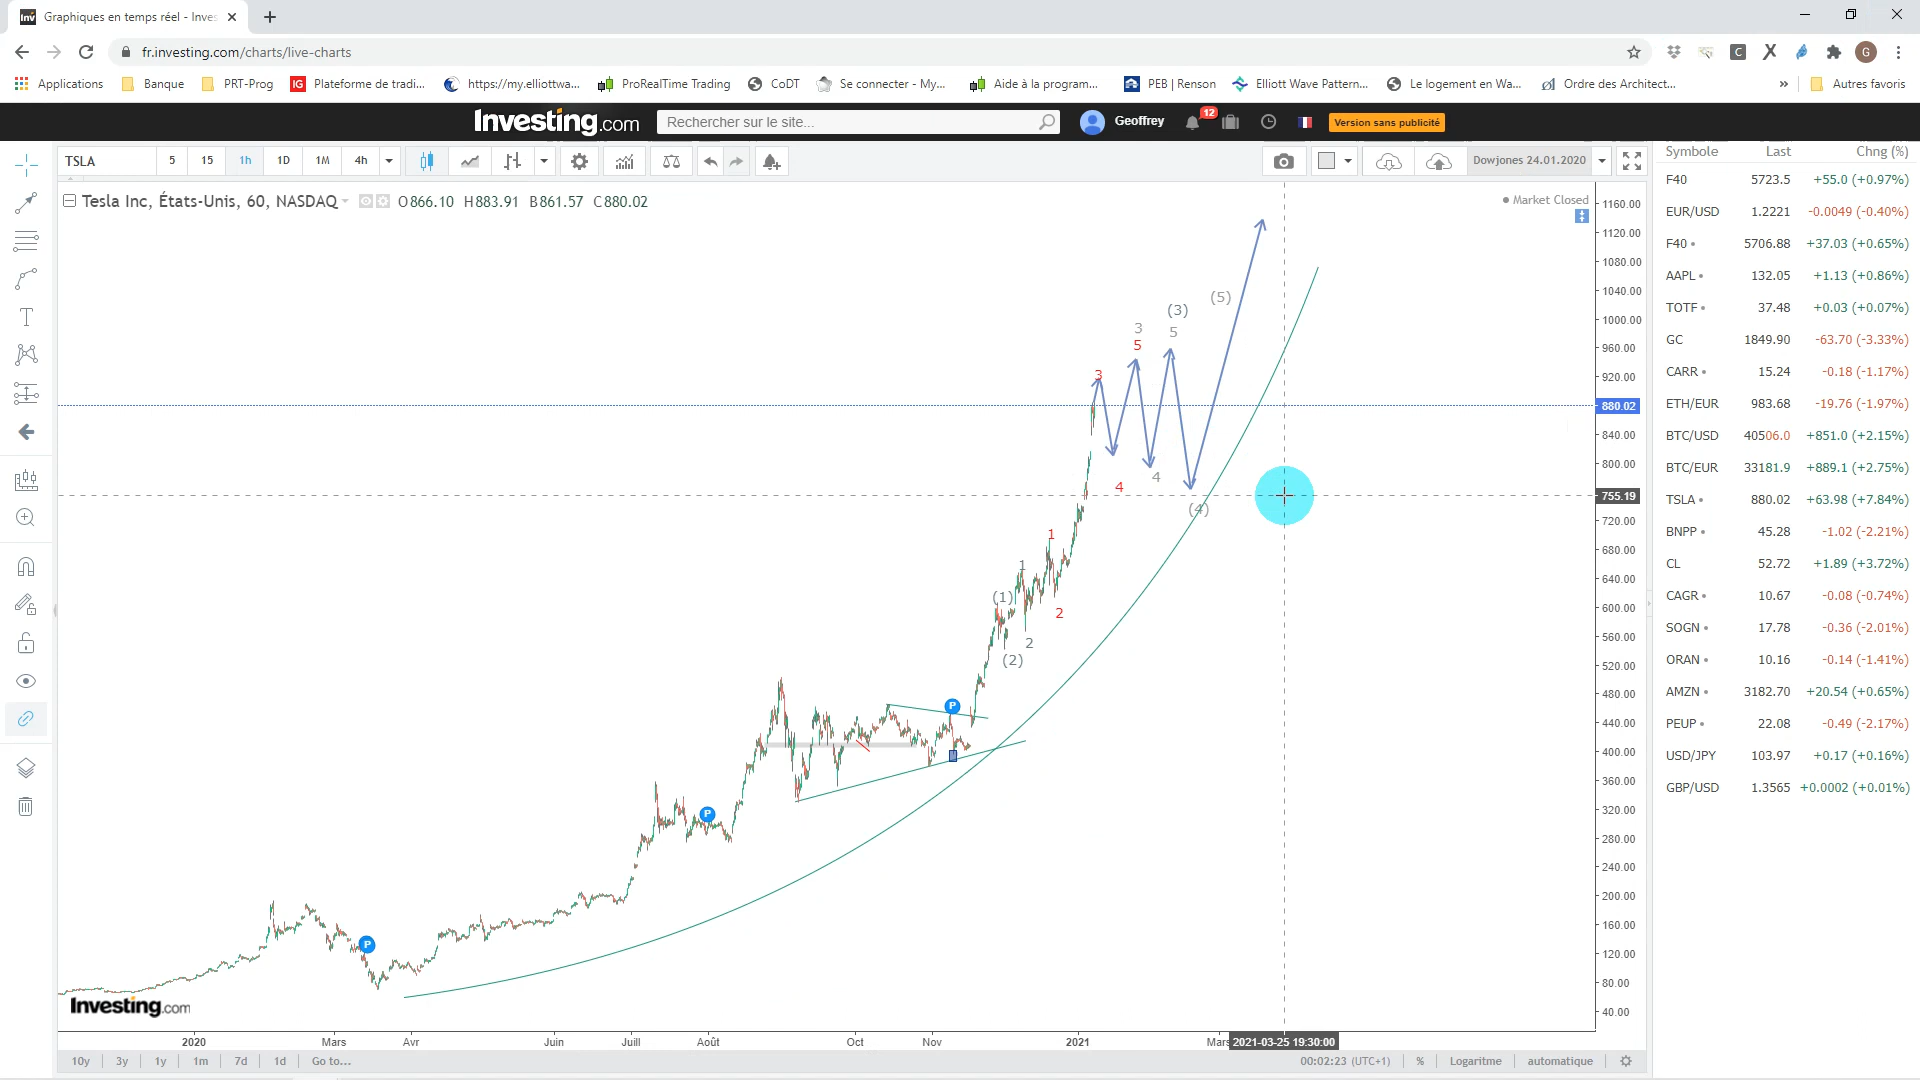 Graphiques en temps réel - Inves
fr.investing.com/charts/live-charts
G
Applications Banque PRT-Prog IG Plateforme de tradi... https://my.elliottwa... ProRealTime Trading CoDT Se connecter - My... Aide à la program... PEB | Renson Elliott Wave Pattern... Le logement en Wa... Ordre des Architect... » Autres favoris
Investing.com Rechercher sur le site... Geoffrey 12 Version sans publicité
TSLA 5 15 1h 1D 1M 4h Dowjones 24.01.2020
Tesla Inc, États-Unis, 60, NASDAQ O866.10 H883.91 B861.57 C880.02
Market Closed
Symbole Last Chng (%)
F40 5723.5 +55.0 (+0.97%)
EUR/USD 1.2221 -0.0049 (-0.40%)
F40 5706.88 +37.03 (+0.65%)
AAPL 132.05 +1.13 (+0.86%)
TOTF 37.48 +0.03 (+0.07%)
GC 1849.90 -63.70 (-3.33%)
CARR 15.24 -0.18 (-1.17%)
ETH/EUR 983.68 -19.76 (-1.97%)
BTC/USD 40506.0 +851.0 (+2.15%)
BTC/EUR 33181.9 +889.1 (+2.75%)
TSLA 880.02 +63.98 (+7.84%)
BNPP 45.28 -1.02 (-2.21%)
CL 52.72 +1.89 (+3.72%)
CAGR 10.67 -0.08 (-0.74%)
SOGN 17.78 -0.36 (-2.01%)
ORAN 10.16 -0.14 (-1.41%)
AMZN 3182.70 +20.54 (+0.65%)
PEUP 22.08 -0.49 (-2.17%)
USD/JPY 103.97 +0.17 (+0.16%)
GBP/USD 1.3565 +0.0002 (+0.01%)
1160.00
1120.00
1080.00
1040.00
1000.00
960.00
920.00
880.02
840.00
800.00
755.19
720.00
680.00
640.00
600.00
560.00
520.00
480.00
440.00
400.00
360.00
320.00
280.00
240.00
200.00
160.00
120.00
80.00
40.00
(5)
(3)
3 5
5
3
4
4
(4)
1
1
(1)
2
2
(2)
P
P
P
Investing.com
2020 Mars Avr Juin Juill Août Oct Nov 2021 Mars 2021-03-25 19:30:00
10y 3y 1y 1m 7d 1d Go to... 00:02:23 (UTC+1) % Logaritme automatique